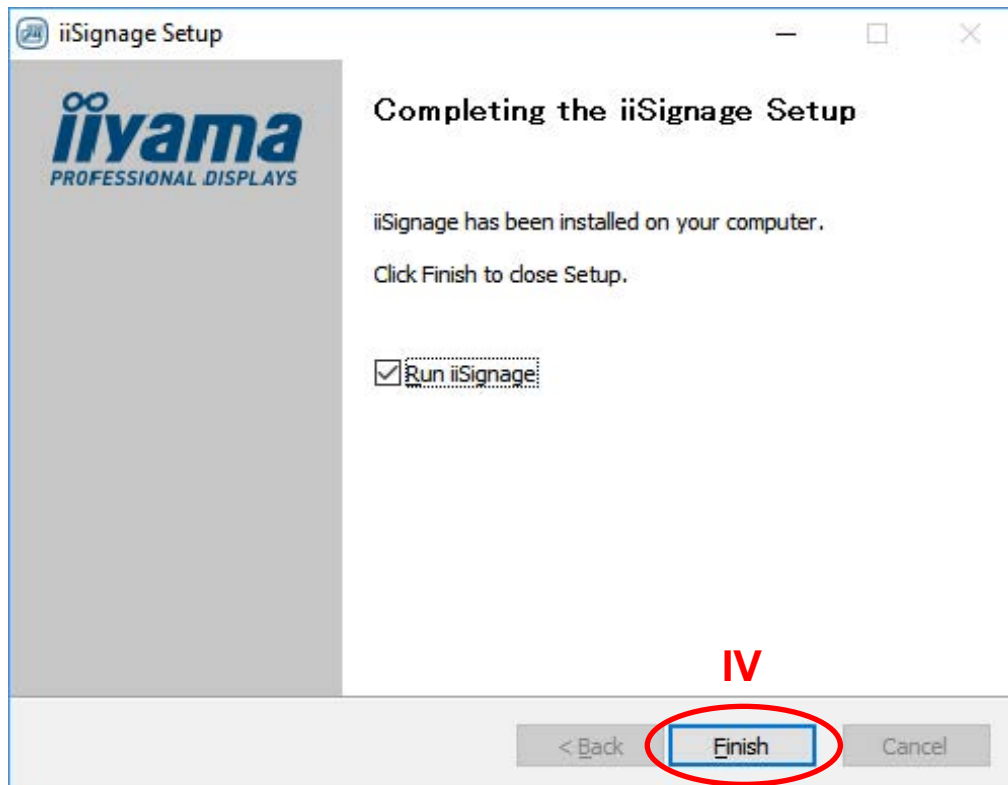 iiSignage Setup
iiyama
PROFESSIONAL DISPLAYS
Completing the iiSignage Setup
iiSignage has been installed on your computer.
Click Finish to close Setup.
Run iiSignage
IV
< Back
Finish
Cancel